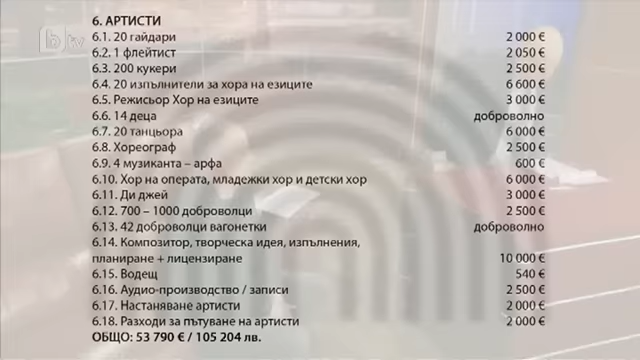 btv
6. АРТИСТИ
6.1. 20 гайдари 2 000 €
6.2. 1 флейтист 2 050 €
6.3. 200 кукери 2 500 €
6.4. 20 изпълнители за хора на езиците 6 600 €
6.5. Режисьор Хор на езиците 3 000 €
6.6. 14 деца доброволно
6.7. 20 танцьора 6 000 €
6.8. Хореограф 2 500 €
6.9. 4 музиканта – арфа 600 €
6.10. Хор на операта, младежки хор и детски хор 6 000 €
6.11. Ди джей 3 000 €
6.12. 700 – 1000 доброволци 2 500 €
6.13. 42 доброволци вагонетки доброволно
6.14. Композитор, творческа идея, изпълнения,
планиране + лицензиране 10 000 €
6.15. Водещ 540 €
6.16. Аудио-производство / записи 2 500 €
6.17. Настаняване артисти 2 000 €
6.18. Разходи за пътуване на артисти 2 000 €
ОБЩО: 53 790 € / 105 204 лв.